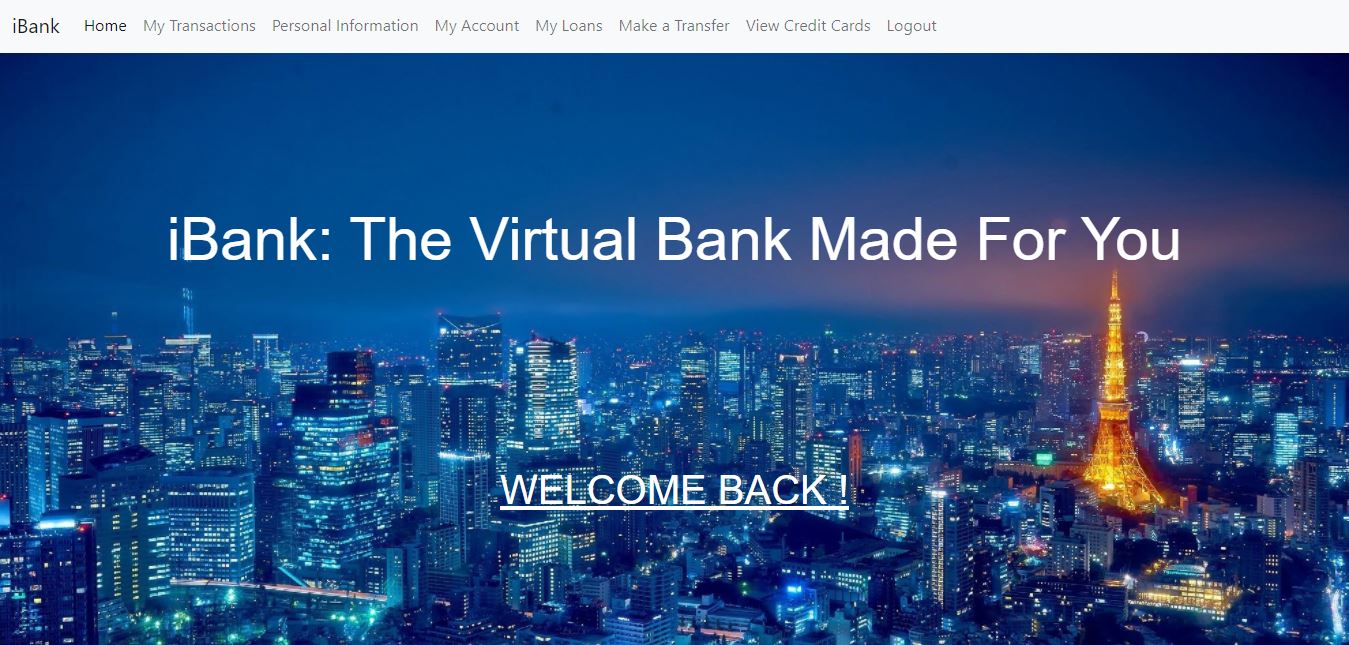 iBank Home My Transactions Personal Information My Account My Loans Make a Transfer View Credit Cards Logout
iBank: The Virtual Bank Made For You
WELCOME BACK !